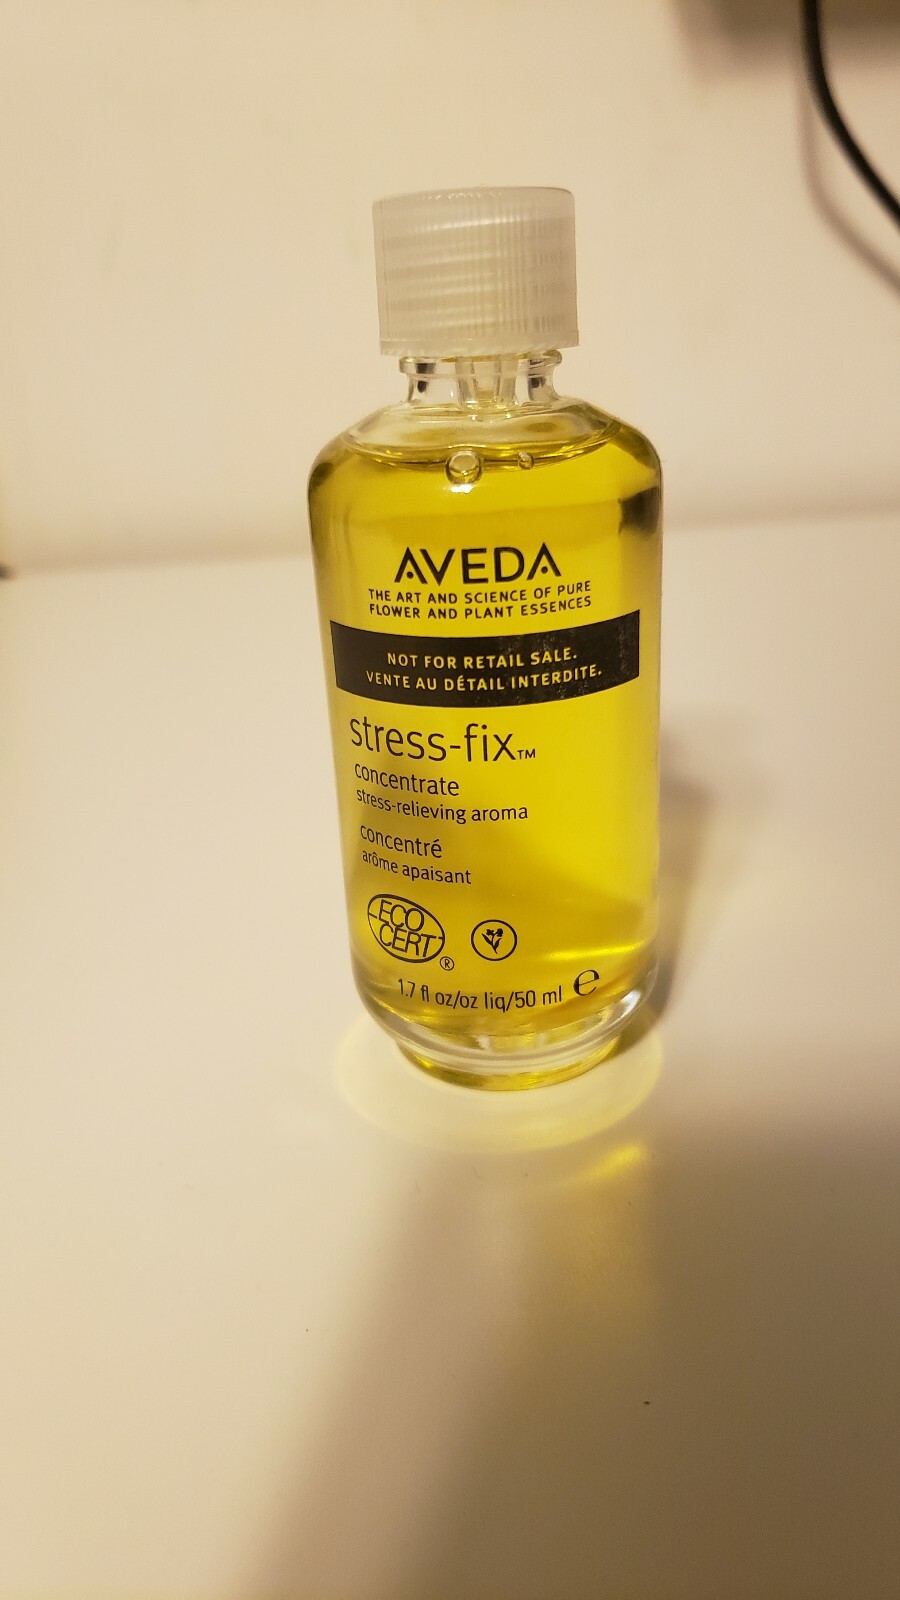 AVEDA
THE ART AND SCIENCE OF PURE
FLOWER AND PLANT ESSENCES
NOT FOR RETAIL SALE.
VENTE AU DÉTAIL INTERDITE.
stress-fix™
concentrate
stress-relieving aroma
concentré
arôme apaisant
ECO
CERT®
1.7 fl oz/oz liq/50 ml ℮